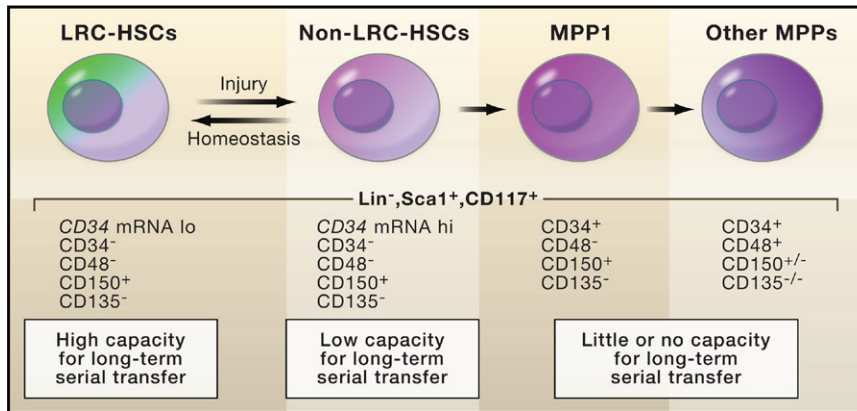 LRC-HSCs
Non-LRC-HSCs
MPP1
Other MPPs
Injury
Homeostasis
Lin⁻,Sca1⁺,CD117⁺
CD34 mRNA lo
CD34⁻
CD48⁻
CD150⁺
CD135⁻
CD34 mRNA hi
CD34⁻
CD48⁻
CD150⁺
CD135⁻
CD34⁺
CD48⁻
CD150⁺
CD135⁻
CD34⁺
CD48⁺
CD150⁺/⁻
CD135⁻/⁻
High capacity
for long-term
serial transfer
Low capacity
for long-term
serial transfer
Little or no capacity
for long-term
serial transfer